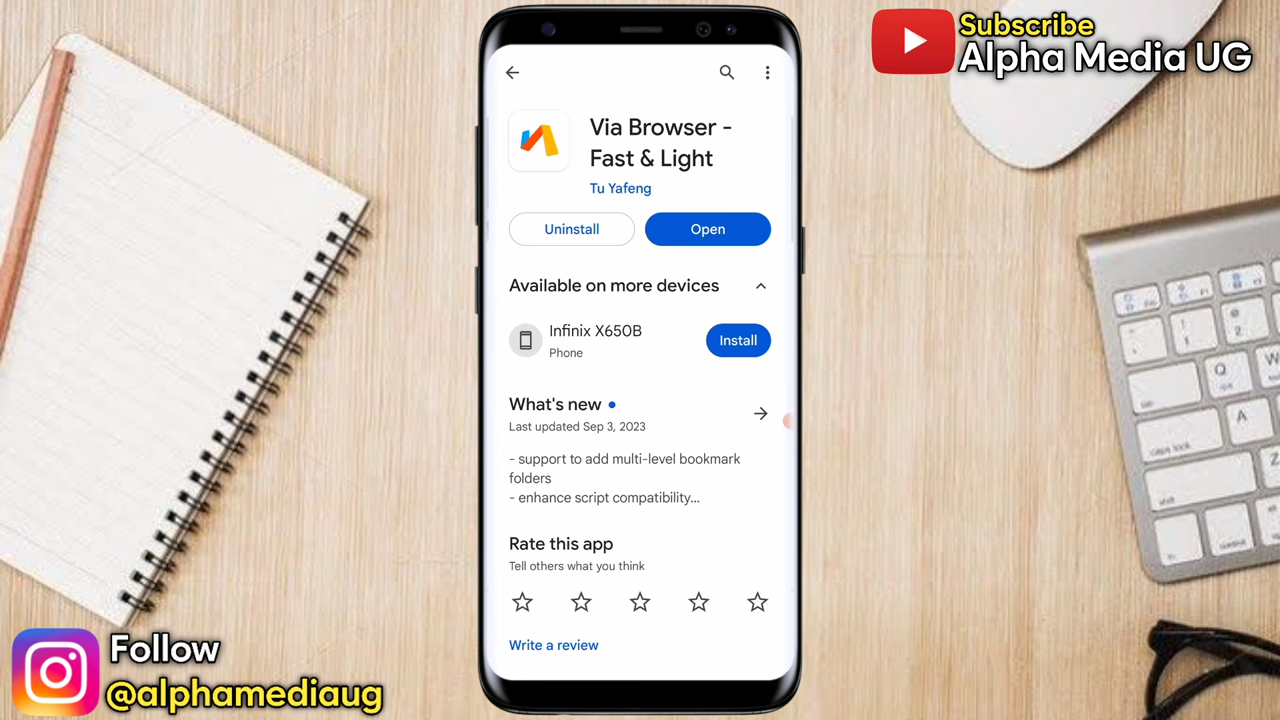 Subscribe
Alpha Media UG
Via Browser -
Fast & Light
Tu Yafeng
Uninstall
Open
Available on more devices
Infinix X650B
Phone
Install
What's new
Last updated Sep 3, 2023
- support to add multi-level bookmark
folders
- enhance script compatibility...
Rate this app
Tell others what you think
Write a review
Follow
@alphamediaug
Q
A
caps lock